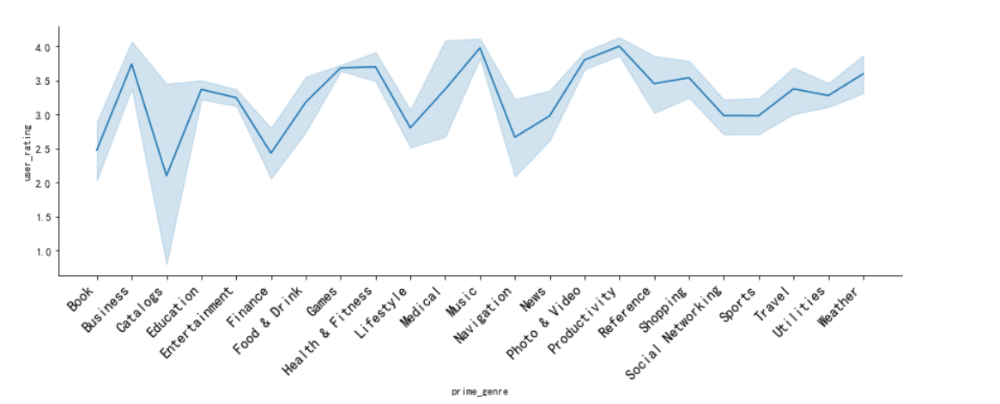 4.0
3.5
3.0
2.5
2.0
1.5
1.0
user_rating
Book
Business
Catalogs
Education
Entertainment
Finance
Food & Drink
Games
Health & Fitness
Lifestyle
Medical
Music
Navigation
News
Photo & Video
Productivity
Reference
Shopping
Social Networking
Sports
Travel
Utilities
Weather
prime_genre